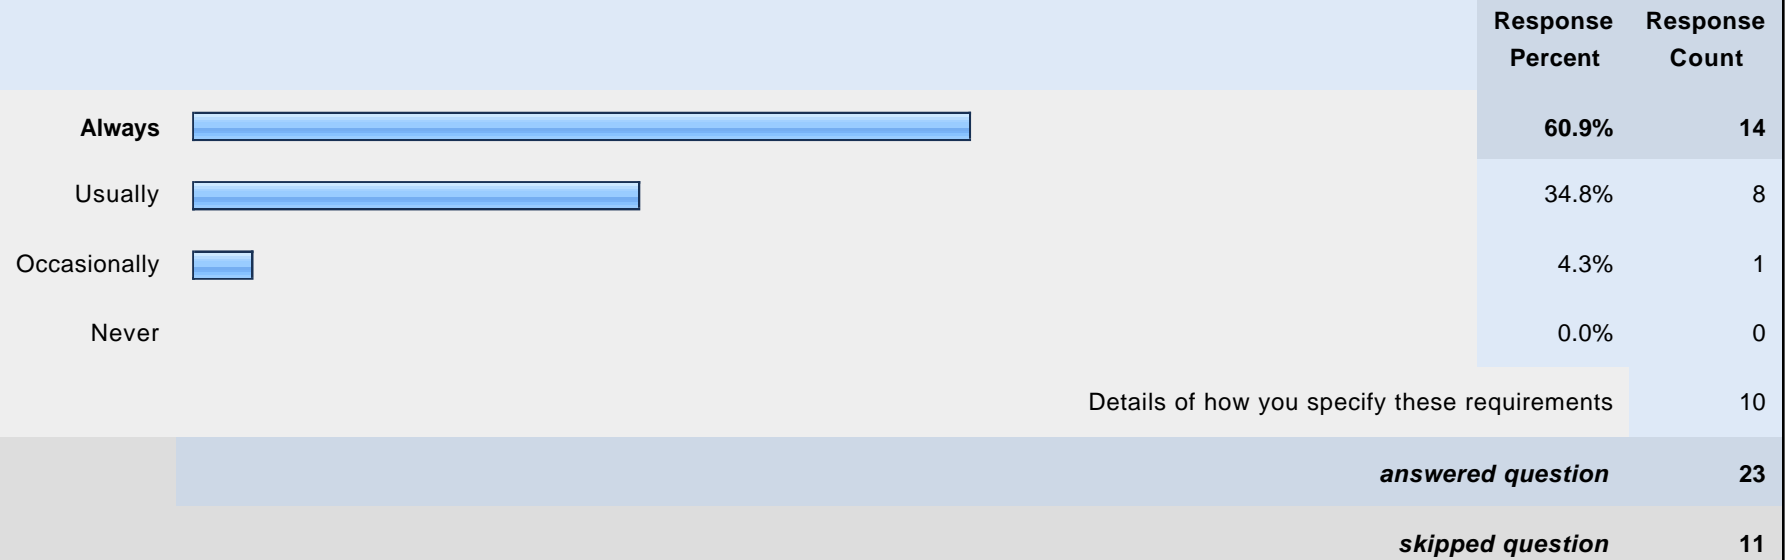 Response Response
Percent Count
Always 60.9% 14
Usually 34.8% 8
Occasionally 4.3% 1
Never 0.0% 0
Details of how you specify these requirements 10
answered question 23
skipped question 11